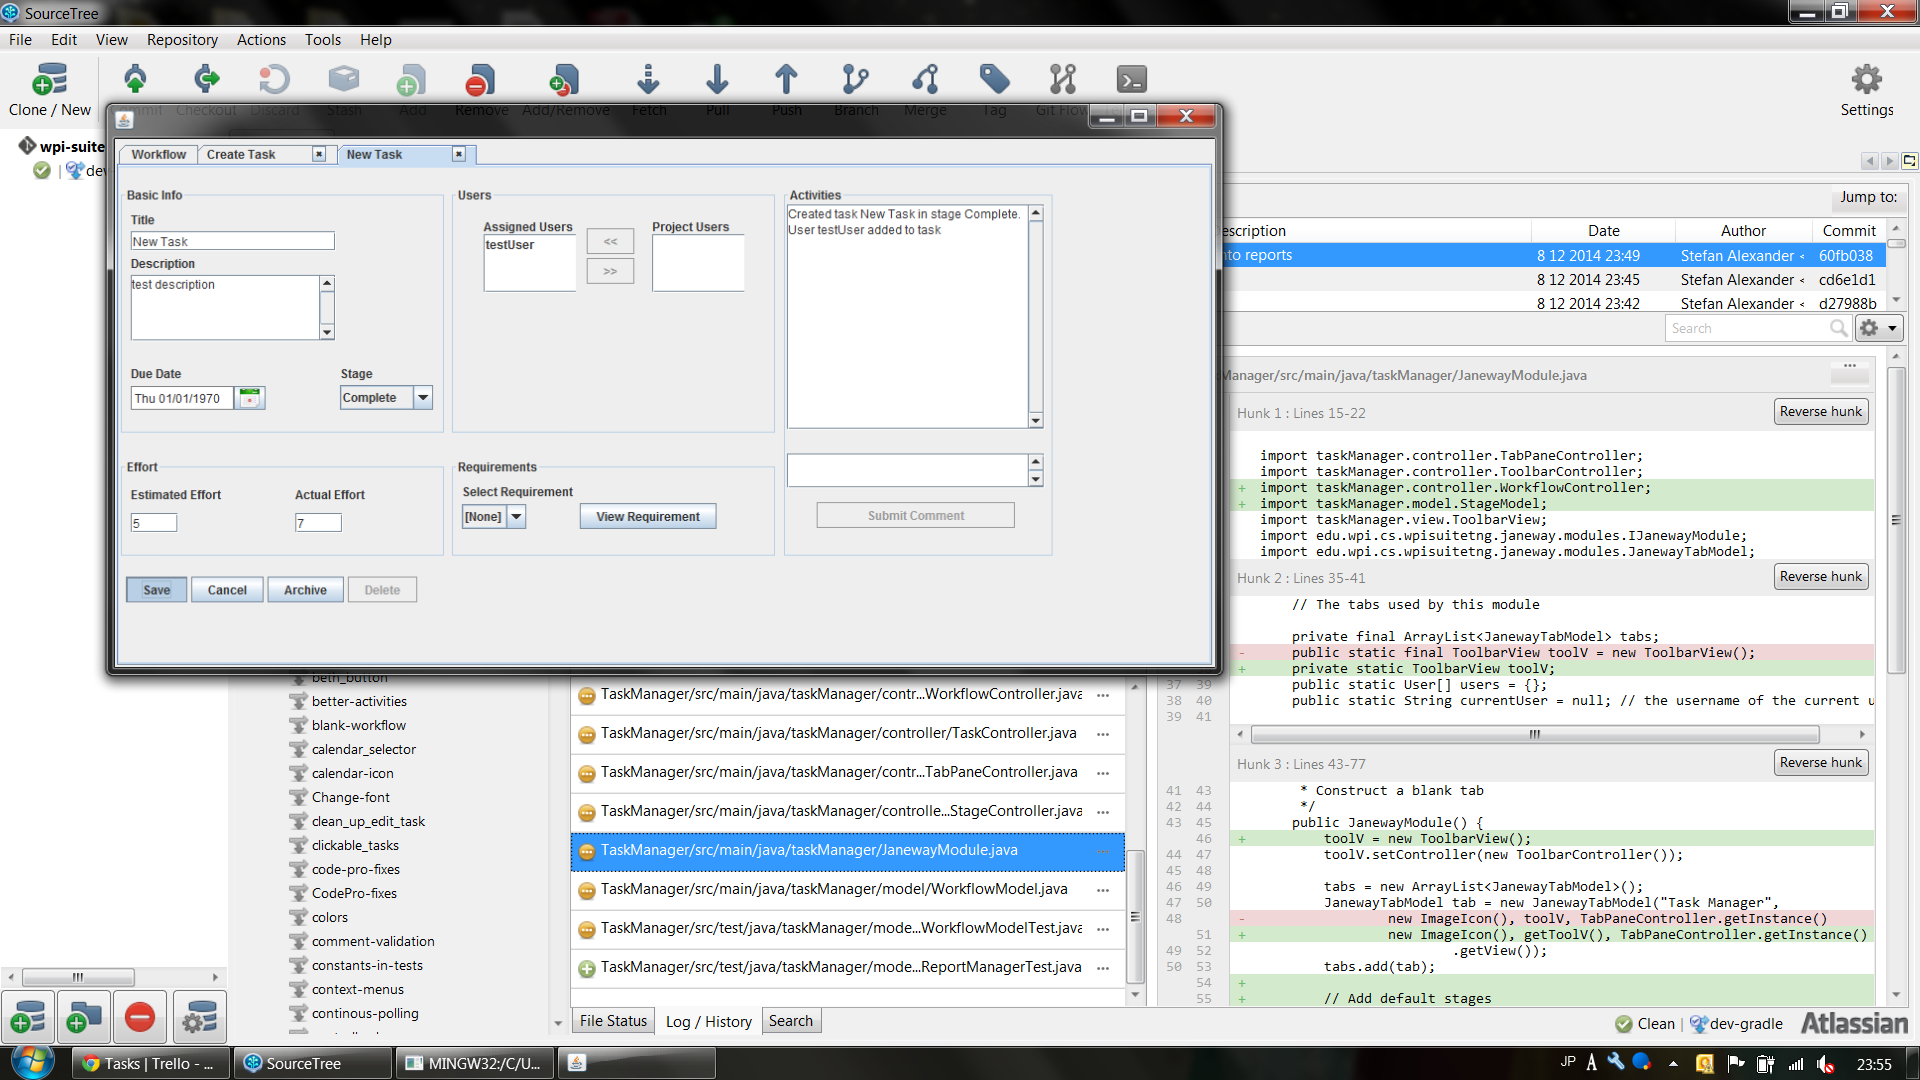 SourceTree
File Edit View Repository Actions Tools Help
Clone / New
Commit Checkout Discard Stash Add Remove Add/Remove Fetch Pull Push Branch Merge Tag Git Flow
Settings
wpi-suite
dev
Workflow
Create Task
New Task
Basic Info
Title
New Task
Description
test description
Due Date
Thu 01/01/1970
Stage
Complete
Effort
Estimated Effort
5
Actual Effort
7
Users
Assigned Users
testUser
<<
>>
Project Users
Requirements
Select Requirement
[None]
View Requirement
Activities
Created task New Task in stage Complete.
User testUser added to task
Submit Comment
Save
Cancel
Archive
Delete
Jump to:
escription Date Author Commit
nto reports 8 12 2014 23:49 Stefan Alexander < 60fb038
8 12 2014 23:45 Stefan Alexander < cd6e1d1
8 12 2014 23:42 Stefan Alexander < d27988b
Search
Manager/src/main/java/taskManager/JanewayModule.java
Hunk 1 : Lines 15-22
Reverse hunk
import taskManager.controller.TabPaneController;
import taskManager.controller.ToolbarController;
+ import taskManager.controller.WorkflowController;
+ import taskManager.model.StageModel;
import taskManager.view.ToolbarView;
import edu.wpi.cs.wpisuitetng.janeway.modules.IJanewayModule;
import edu.wpi.cs.wpisuitetng.janeway.modules.JanewayTabModel;
Hunk 2 : Lines 35-41
Reverse hunk
// The tabs used by this module
private final ArrayList<JanewayTabModel> tabs;
- public static final ToolbarView toolV = new ToolbarView();
+ private static ToolbarView toolV;
37 39 public static User[] users = {};
38 40 public static String currentUser = null; // the username of the current u
39 41
Hunk 3 : Lines 43-77
Reverse hunk
41 43 * Construct a blank tab
42 44 */
43 45 public JanewayModule() {
46 + toolV = new ToolbarView();
44 47 toolV.setController(new ToolbarController());
45 48
46 49 tabs = new ArrayList<JanewayTabModel>();
47 50 JanewayTabModel tab = new JanewayTabModel("Task Manager",
48 - new ImageIcon(), toolV, TabPaneController.getInstance()
51 + new ImageIcon(), getToolV(), TabPaneController.getInstance()
49 52 .getView());
50 53 tabs.add(tab);
54 +
55 + // Add default stages
beth_button
better-activities
blank-workflow
calendar_selector
calendar-icon
Change-font
clean_up_edit_task
clickable_tasks
code-pro-fixes
CodePro-fixes
colors
comment-validation
constants-in-tests
context-menus
continous-polling
TaskManager/src/main/java/taskManager/contr...WorkflowController.java
TaskManager/src/main/java/taskManager/controller/TaskController.java
TaskManager/src/main/java/taskManager/contr...TabPaneController.java
TaskManager/src/main/java/taskManager/controlle...StageController.java
TaskManager/src/main/java/taskManager/JanewayModule.java
TaskManager/src/main/java/taskManager/model/WorkflowModel.java
TaskManager/src/test/java/taskManager/mode...WorkflowModelTest.java
TaskManager/src/test/java/taskManager/mode...ReportManagerTest.java
File Status Log / History Search
Clean dev-gradle Atlassian
Tasks | Trello - ...
SourceTree
MINGW32:/C/U...
JP A
23:55